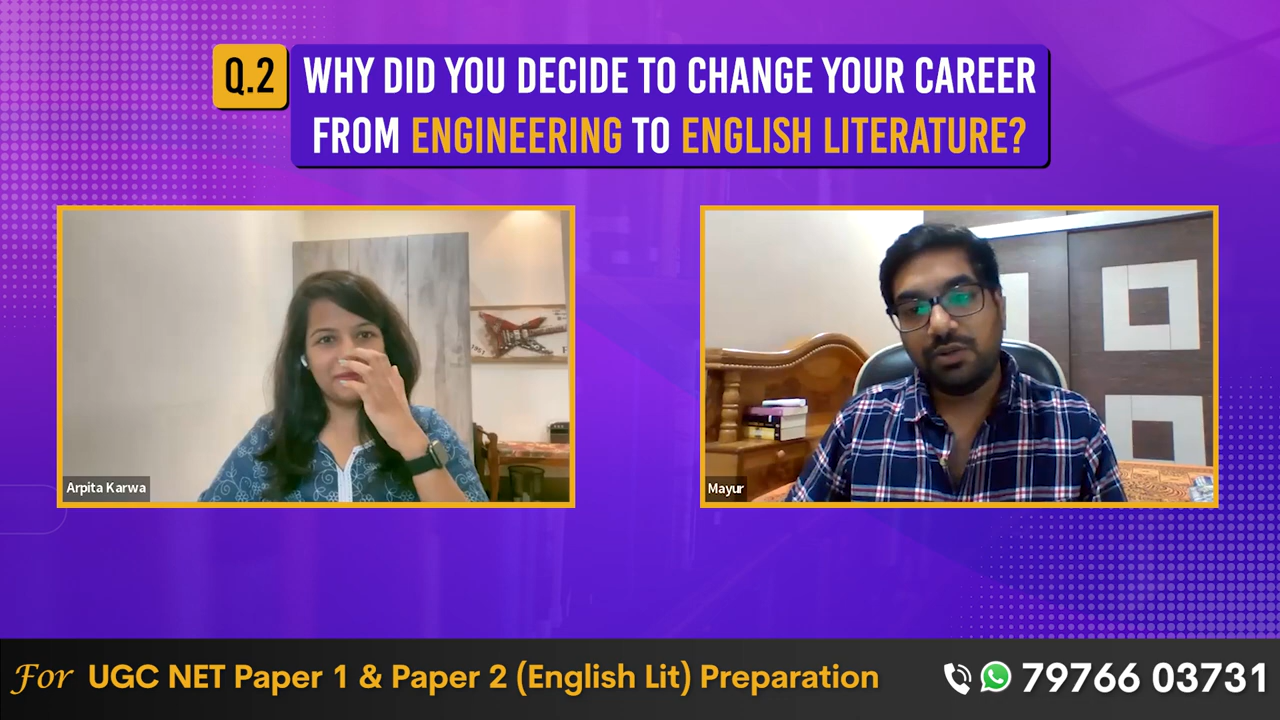 Q.2 WHY DID YOU DECIDE TO CHANGE YOUR CAREER
FROM ENGINEERING TO ENGLISH LITERATURE?
1951
Arpita Karwa
Mayur
For UGC NET Paper 1 & Paper 2 (English Lit) Preparation
79766 03731